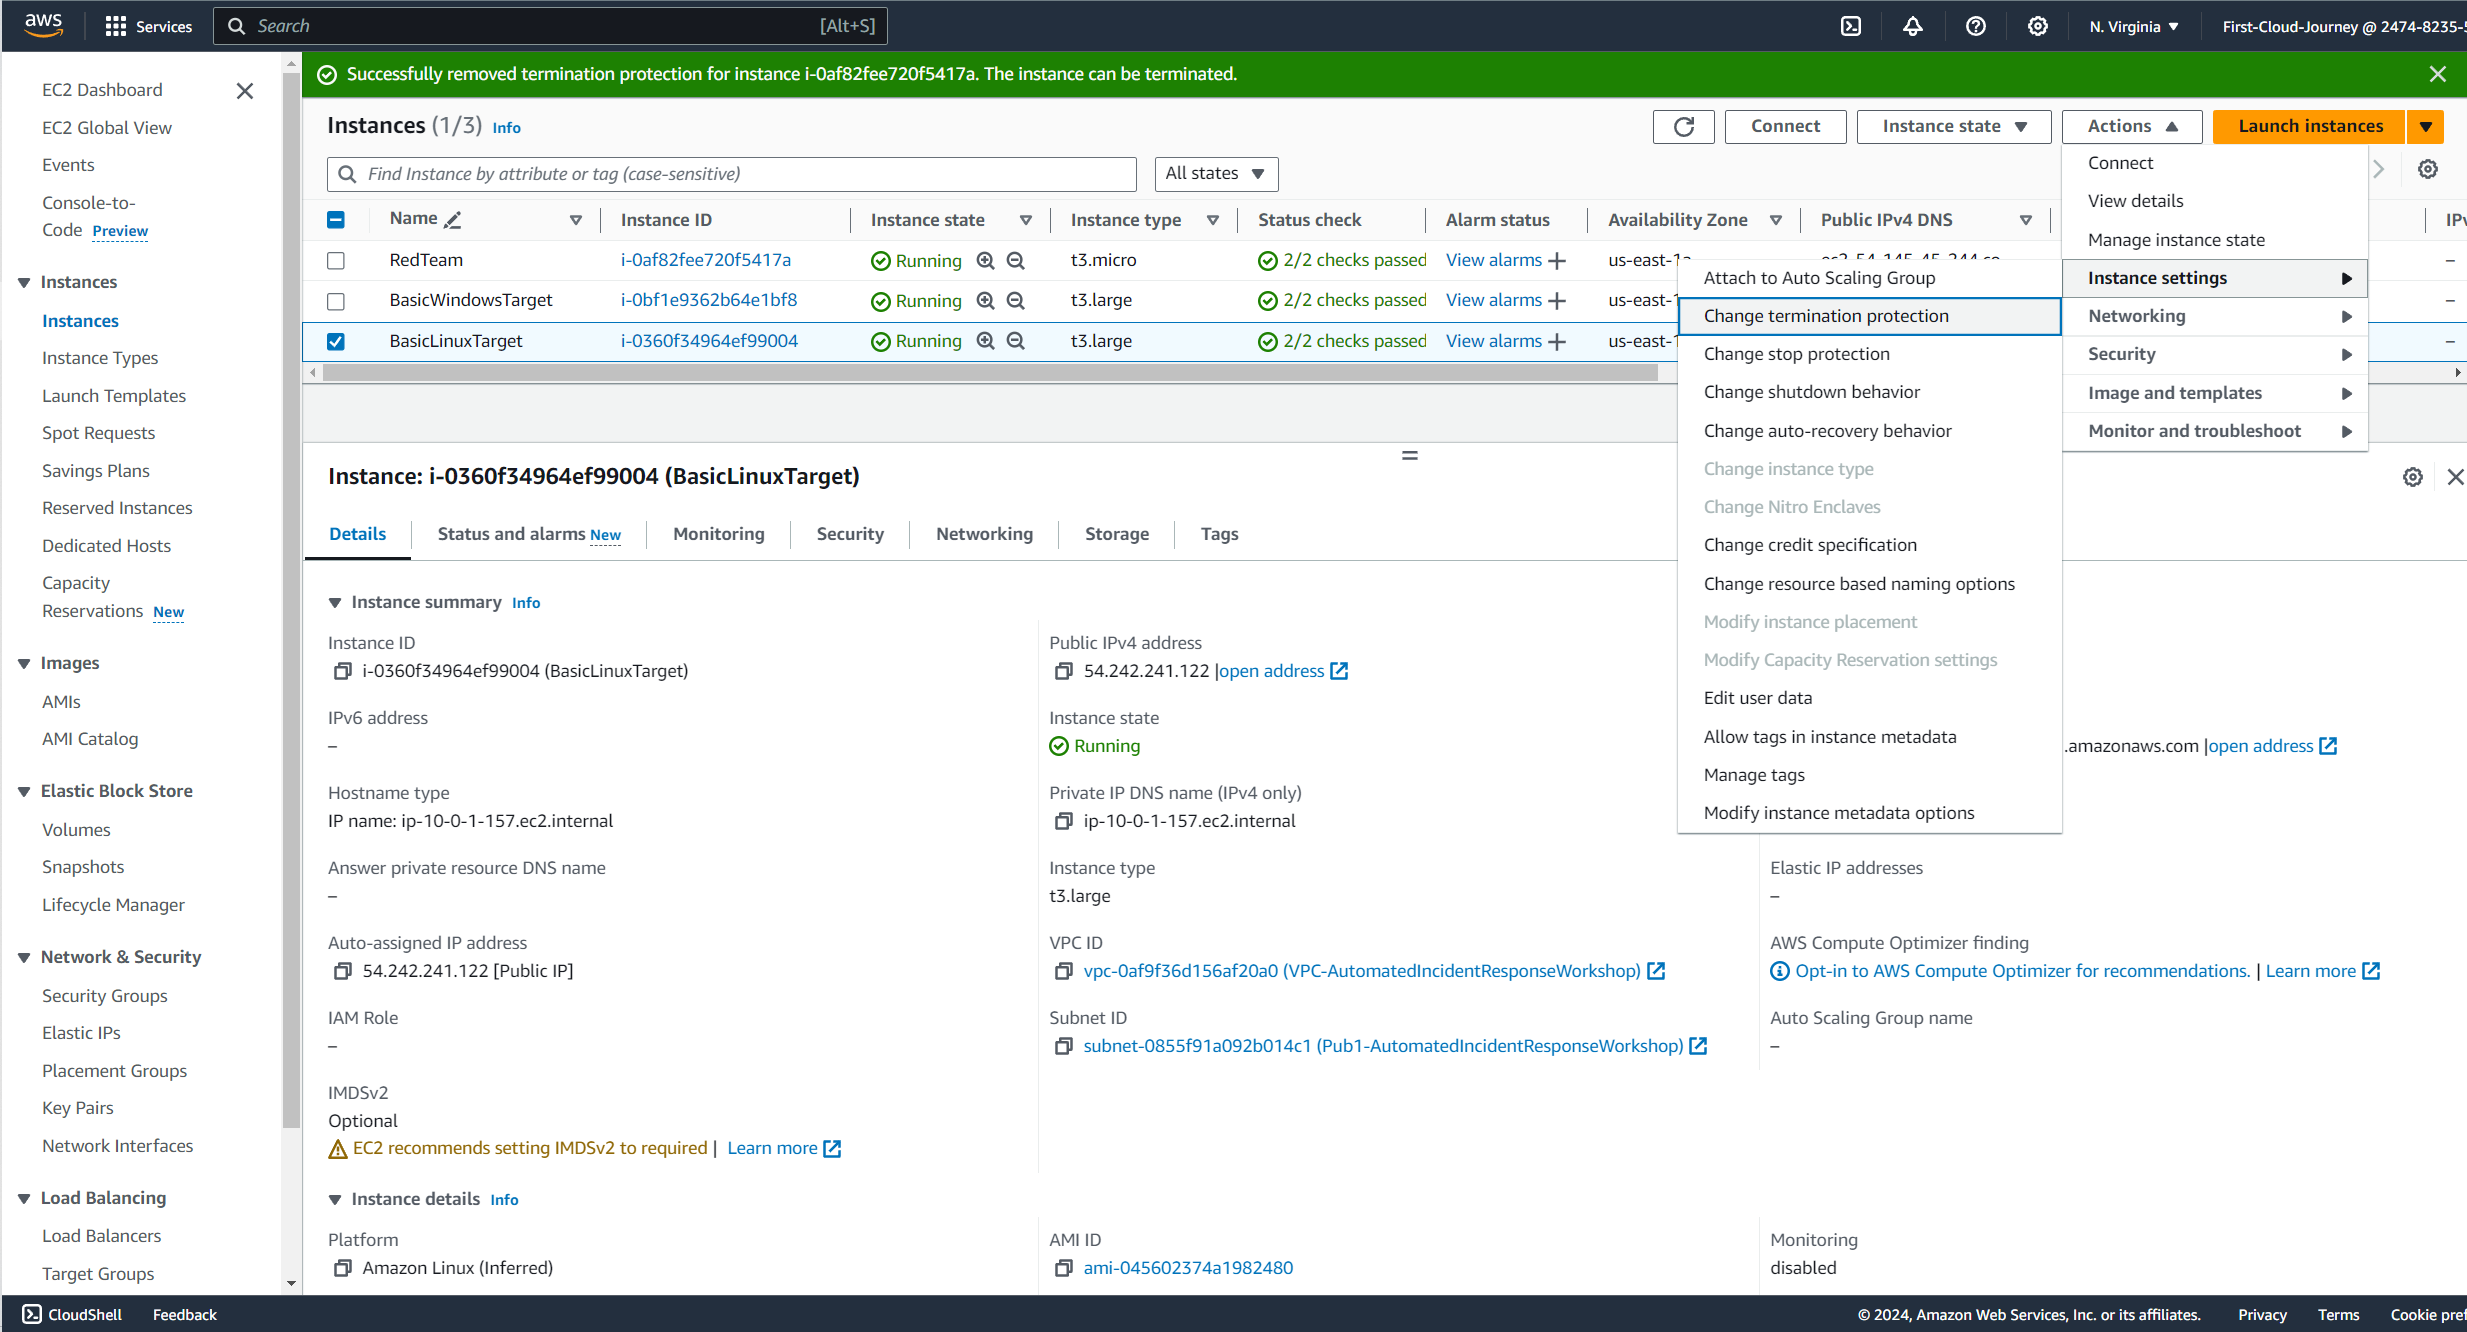 aws
Services
Search
[Alt+S]
N. Virginia
First-Cloud-Journey @ 2474-8235-
EC2 Dashboard
EC2 Global View
Events
Console-to-
Code Preview
Instances
Instances
Instance Types
Launch Templates
Spot Requests
Savings Plans
Reserved Instances
Dedicated Hosts
Capacity
Reservations New
Images
AMIs
AMI Catalog
Elastic Block Store
Volumes
Snapshots
Lifecycle Manager
Network & Security
Security Groups
Elastic IPs
Placement Groups
Key Pairs
Network Interfaces
Load Balancing
Load Balancers
Target Groups
Successfully removed termination protection for instance i-0af82fee720f5417a. The instance can be terminated.
Instances (1/3) Info
Connect
Instance state
Actions
Launch instances
Find Instance by attribute or tag (case-sensitive)
All states
Name Instance ID Instance state Instance type Status check Alarm status Availability Zone Public IPv4 DNS IPv
RedTeam i-0af82fee720f5417a Running t3.micro 2/2 checks passed View alarms + us-east-1a –
BasicWindowsTarget i-0bf1e9362b64e1bf8 Running t3.large 2/2 checks passed View alarms + us-east-1 –
BasicLinuxTarget i-0360f34964ef99004 Running t3.large 2/2 checks passed View alarms + us-east-1 –
Connect
View details
Manage instance state
Instance settings
Networking
Security
Image and templates
Monitor and troubleshoot
Attach to Auto Scaling Group
Change termination protection
Change stop protection
Change shutdown behavior
Change auto-recovery behavior
Change instance type
Change Nitro Enclaves
Change credit specification
Change resource based naming options
Modify instance placement
Modify Capacity Reservation settings
Edit user data
Allow tags in instance metadata
Manage tags
Modify instance metadata options
Instance: i-0360f34964ef99004 (BasicLinuxTarget)
Details
Status and alarms New
Monitoring
Security
Networking
Storage
Tags
Instance summary Info
Instance ID
i-0360f34964ef99004 (BasicLinuxTarget)
Public IPv4 address
54.242.241.122 |open address
IPv6 address
–
Instance state
Running
.amazonaws.com |open address
Hostname type
IP name: ip-10-0-1-157.ec2.internal
Private IP DNS name (IPv4 only)
ip-10-0-1-157.ec2.internal
Answer private resource DNS name
–
Instance type
t3.large
Elastic IP addresses
–
Auto-assigned IP address
54.242.241.122 [Public IP]
VPC ID
vpc-0af9f36d156af20a0 (VPC-AutomatedIncidentResponseWorkshop)
AWS Compute Optimizer finding
Opt-in to AWS Compute Optimizer for recommendations. | Learn more
IAM Role
–
Subnet ID
subnet-0855f91a092b014c1 (Pub1-AutomatedIncidentResponseWorkshop)
Auto Scaling Group name
–
IMDSv2
Optional
EC2 recommends setting IMDSv2 to required | Learn more
Instance details Info
Platform
Amazon Linux (Inferred)
AMI ID
ami-045602374a1982480
Monitoring
disabled
CloudShell
Feedback
© 2024, Amazon Web Services, Inc. or its affiliates.
Privacy
Terms
Cookie pref